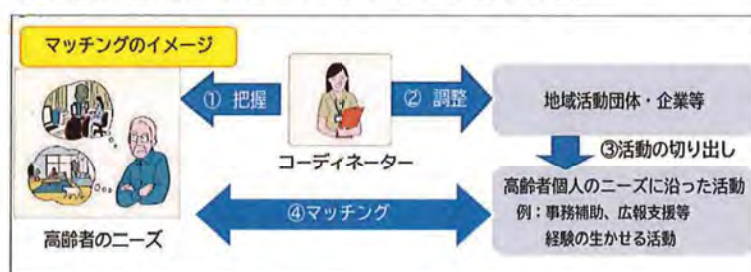 マッチングのイメージ
① 把握
② 調整
地域活動団体・企業等
コーディネーター
③活動の切り出し
高齢者個人のニーズに沿った活動
例：事務補助、広報支援等
経験の生かせる活動
④マッチング
高齢者のニーズ